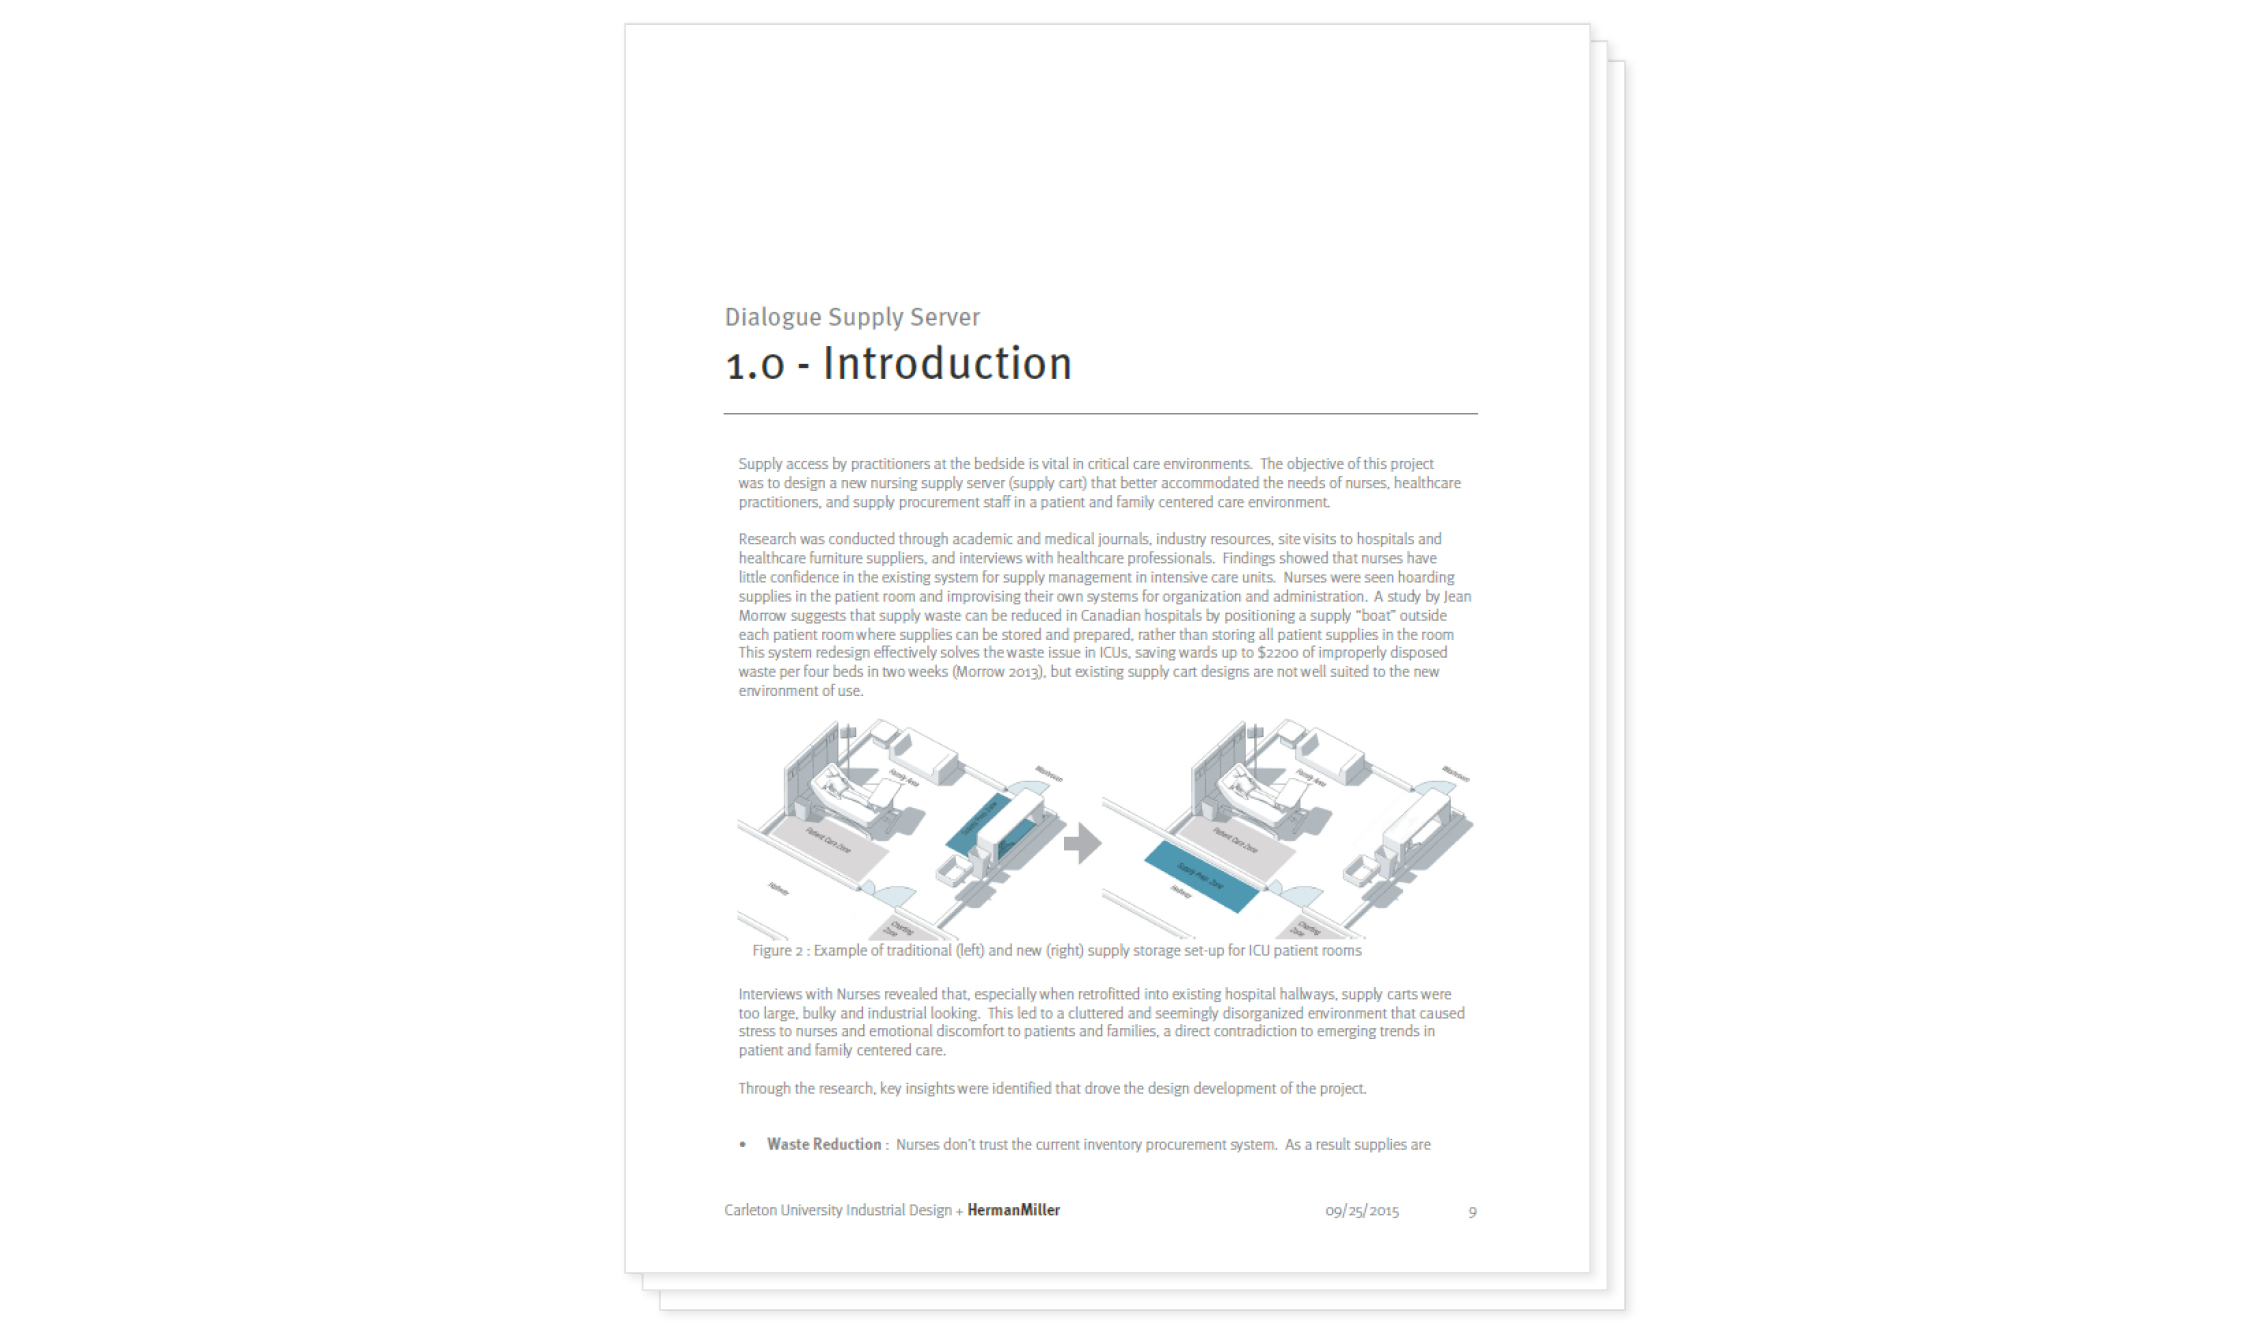 Dialogue Supply Server
1.0 - Introduction
Supply access by practitioners at the bedside is vital in critical care environments.  The objective of this project
was to design a new nursing supply server (supply cart) that better accommodated the needs of nurses, healthcare
practitioners, and supply procurement staff in a patient and family centered care environment.
Research was conducted through academic and medical journals, industry resources, site visits to hospitals and
healthcare furniture suppliers, and interviews with healthcare professionals.  Findings showed that nurses have
little confidence in the existing system for supply management in intensive care units.  Nurses were seen hoarding
supplies in the patient room and improvising their own systems for organization and administration.  A study by Jean
Morrow suggests that supply waste can be reduced in Canadian hospitals by positioning a supply "boat" outside
each patient room where supplies can be stored and prepared, rather than storing all patient supplies in the room
This system redesign effectively solves the waste issue in ICUs, saving wards up to $2200 of improperly disposed
waste per four beds in two weeks (Morrow 2013), but existing supply cart designs are not well suited to the new
environment of use.
Family Area
Washroom
Supply Prep Zone
Patient Care Zone
Hallway
Charting
Zone
Family Area
Washroom
Patient Care Zone
Supply Prep Zone
Hallway
Charting
Zone
Figure 2 : Example of traditional (left) and new (right) supply storage set-up for ICU patient rooms
Interviews with Nurses revealed that, especially when retrofitted into existing hospital hallways, supply carts were
too large, bulky and industrial looking.  This led to a cluttered and seemingly disorganized environment that caused
stress to nurses and emotional discomfort to patients and families, a direct contradiction to emerging trends in
patient and family centered care.
Through the research, key insights were identified that drove the design development of the project.
• Waste Reduction :  Nurses don't trust the current inventory procurement system.  As a result supplies are
Carleton University Industrial Design + HermanMiller 09/25/2015 9